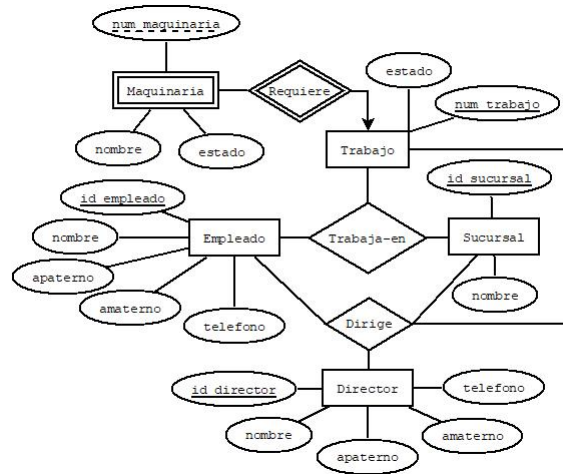 num maquinaria
Maquinaria
Requiere
estado
num trabajo
nombre
estado
Trabajo
id sucursal
id empleado
nombre
Empleado
Trabaja-en
Sucursal
apaterno
amaterno
telefono
nombre
Dirige
id director
Director
telefono
nombre
apaterno
amaterno